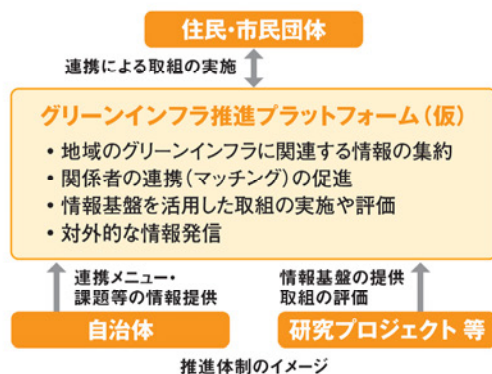 住民・市民団体
連携による取組の実施
グリーンインフラ推進プラットフォーム(仮)
・地域のグリーンインフラに関連する情報の集約
・関係者の連携(マッチング)の促進
・情報基盤を活用した取組の実施や評価
・対外的な情報発信
連携メニュー・
課題等の情報提供
情報基盤の提供
取組の評価
自治体
研究プロジェクト 等
推進体制のイメージ